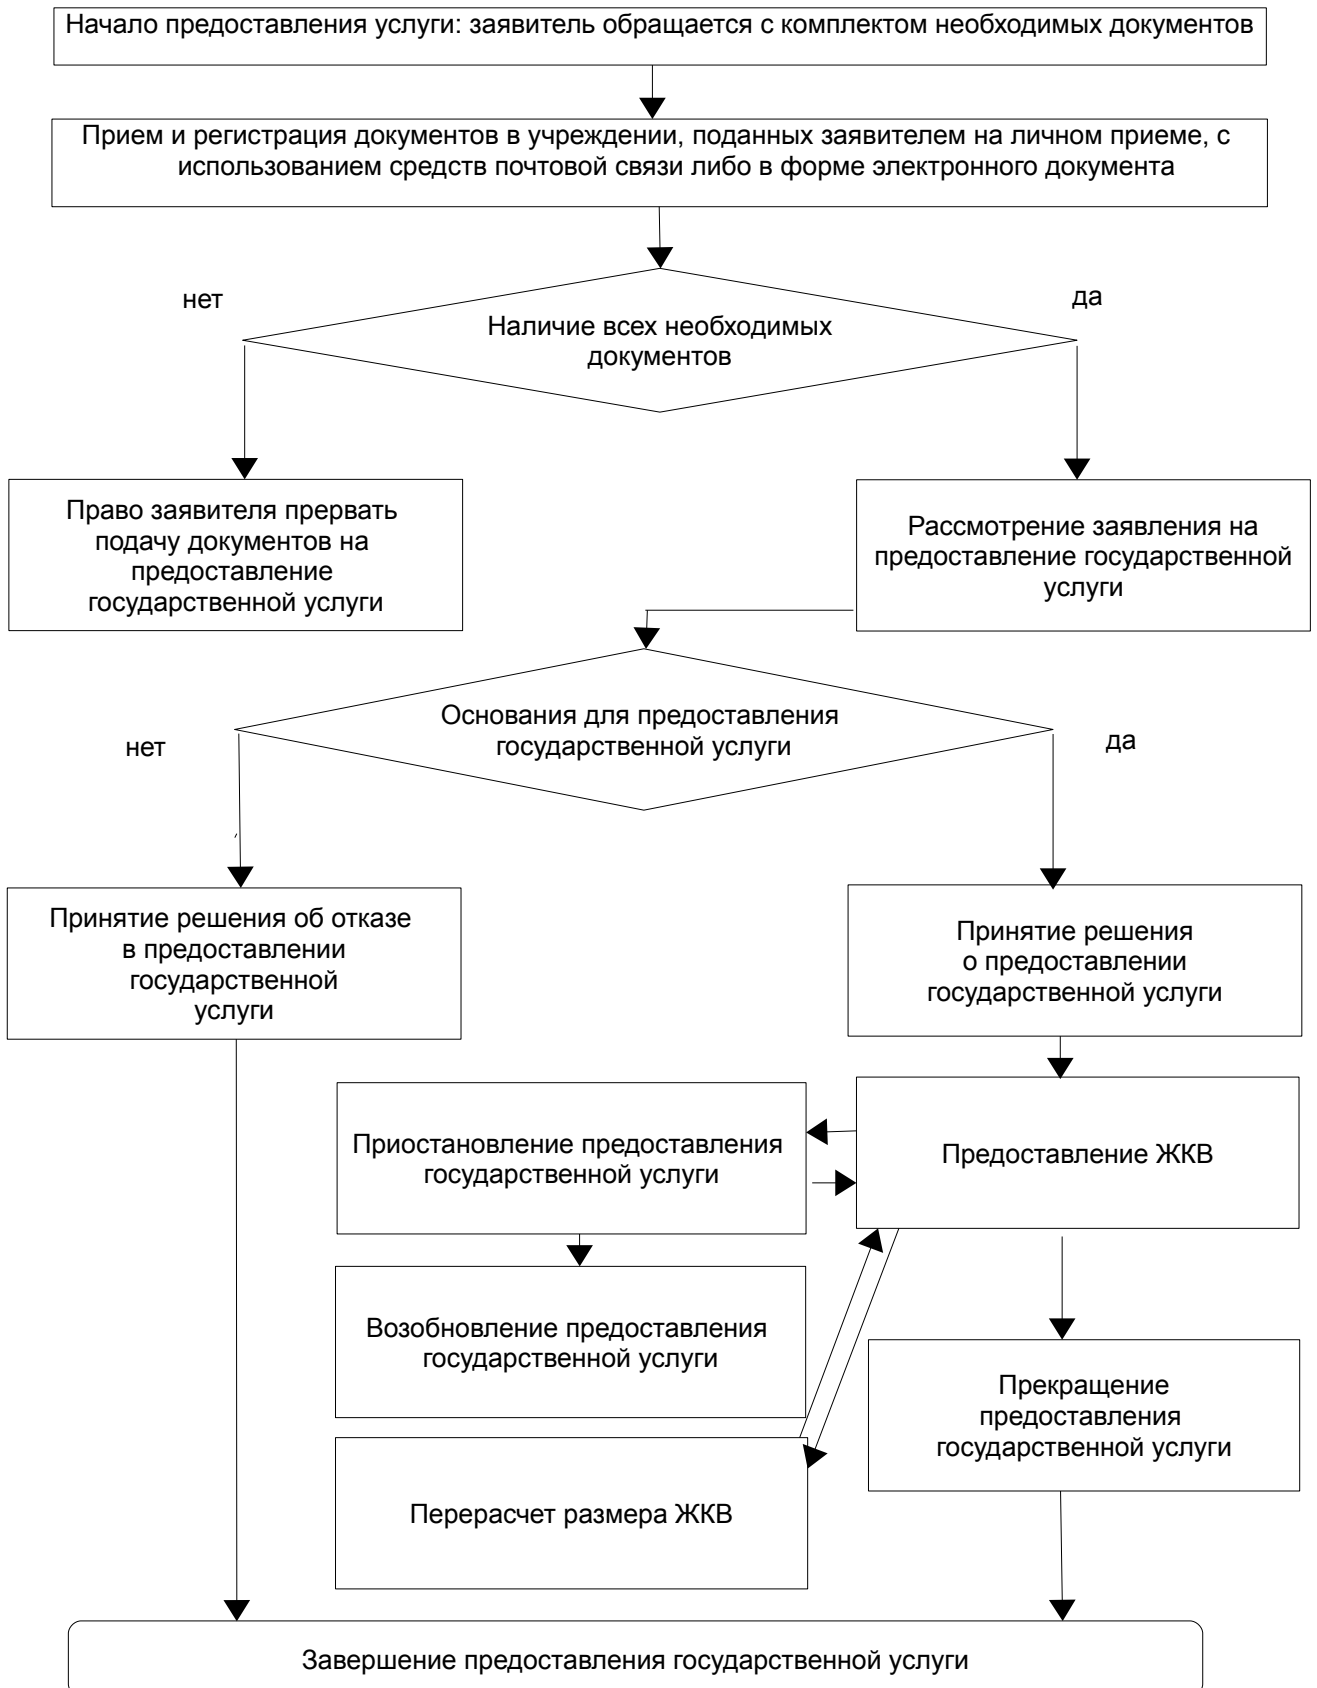 Начало предоставления услуги: заявитель обращается с комплектом необходимых документов
Прием и регистрация документов в учреждении, поданных заявителем на личном приеме, с
использованием средств почтовой связи либо в форме электронного документа
нет
да
Наличие всех необходимых
документов
Право заявителя прервать
подачу документов на
предоставление
государственной услуги
Рассмотрение заявления на
предоставление государственной
услуги
Основания для предоставления
государственной услуги
нет
да
Принятие решения об отказе
в предоставлении
государственной
услуги
Принятие решения
о предоставлении
государственной услуги
Приостановление предоставления
государственной услуги
Предоставление ЖКВ
Возобновление предоставления
государственной услуги
Прекращение
предоставления
государственной услуги
Перерасчет размера ЖКВ
Завершение предоставления государственной услуги